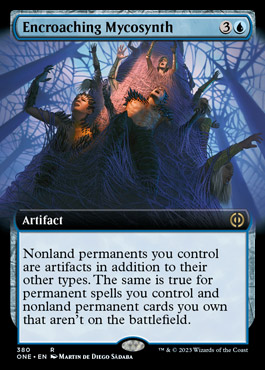 Encroaching Mycosynth 3
Artifact
Nonland permanents you control
are artifacts in addition to their
other types. The same is true for
permanent spells you control and
nonland permanent cards you own
that aren't on the battlefield.
380 R
ONE • EN MARTIN DE DIEGO SÁDABA ™ & © 2023 Wizards of the Coast